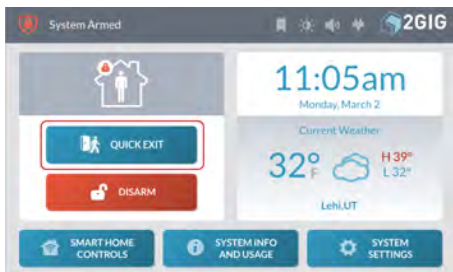 System Armed
2GIG
11:05am
Monday, March 2
QUICK EXIT
DISARM
Current Weather
32°
F
H 39°
L 32°
Lehi,UT
SMART HOME
CONTROLS
SYSTEM INFO
AND USAGE
SYSTEM
SETTINGS